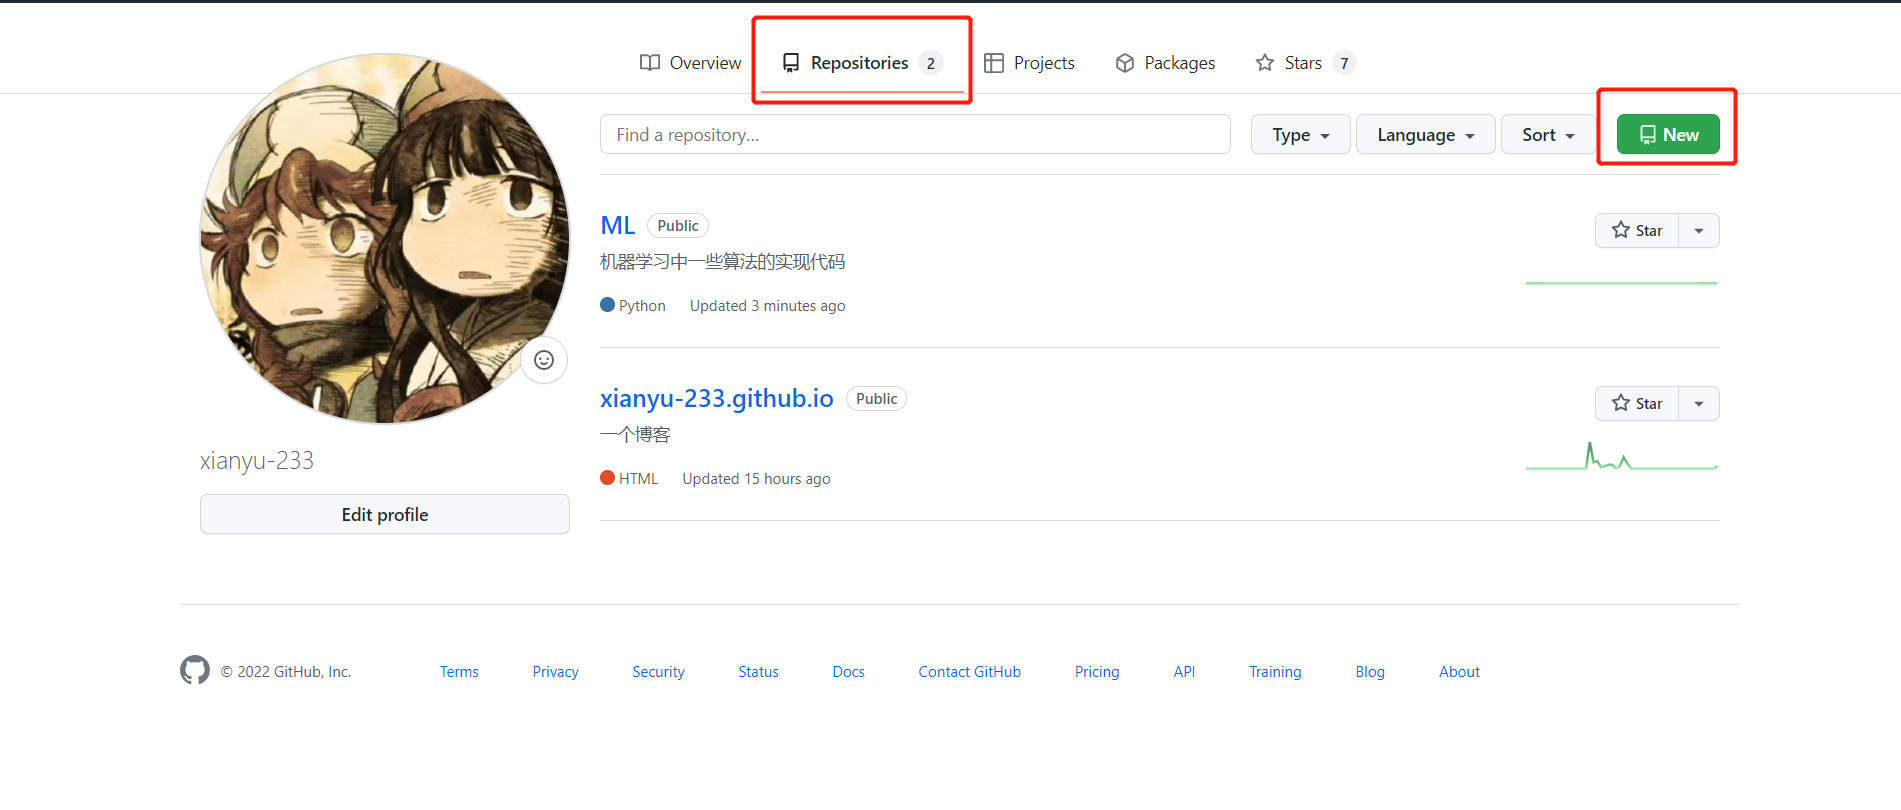 Overview Repositories 2 Projects Packages Stars 7
Find a repository... Type Language Sort New
ML Public Star
机器学习中一些算法的实现代码
Python Updated 3 minutes ago
xianyu-233.github.io Public Star
一个博客
HTML Updated 15 hours ago
xianyu-233
Edit profile
© 2022 GitHub, Inc. Terms Privacy Security Status Docs Contact GitHub Pricing API Training Blog About